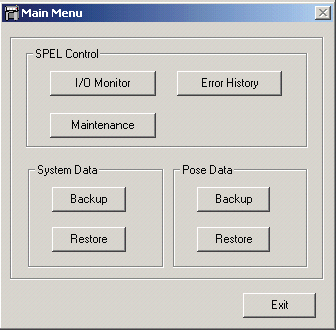 Main Menu
SPEL Control
I/O Monitor
Error History
Maintenance
System Data
Backup
Restore
Pose Data
Backup
Restore
Exit